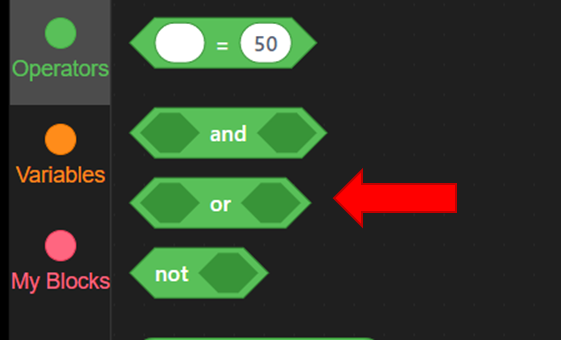 Operators
Variables
My Blocks
= 50
and
or
not